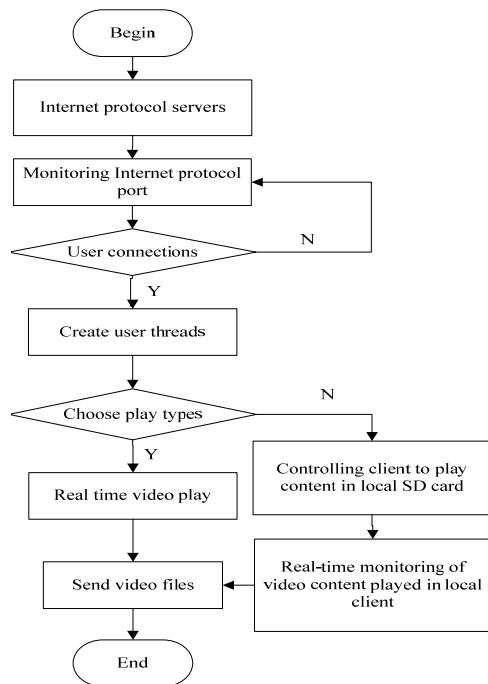 Begin
Internet protocol servers
Monitoring Internet protocol
port
User connections
N
Y
Create user threads
Choose play types
N
Y
Real time video play
Controlling client to play
content in local SD card
Send video files
Real-time monitoring of
video content played in local
client
End